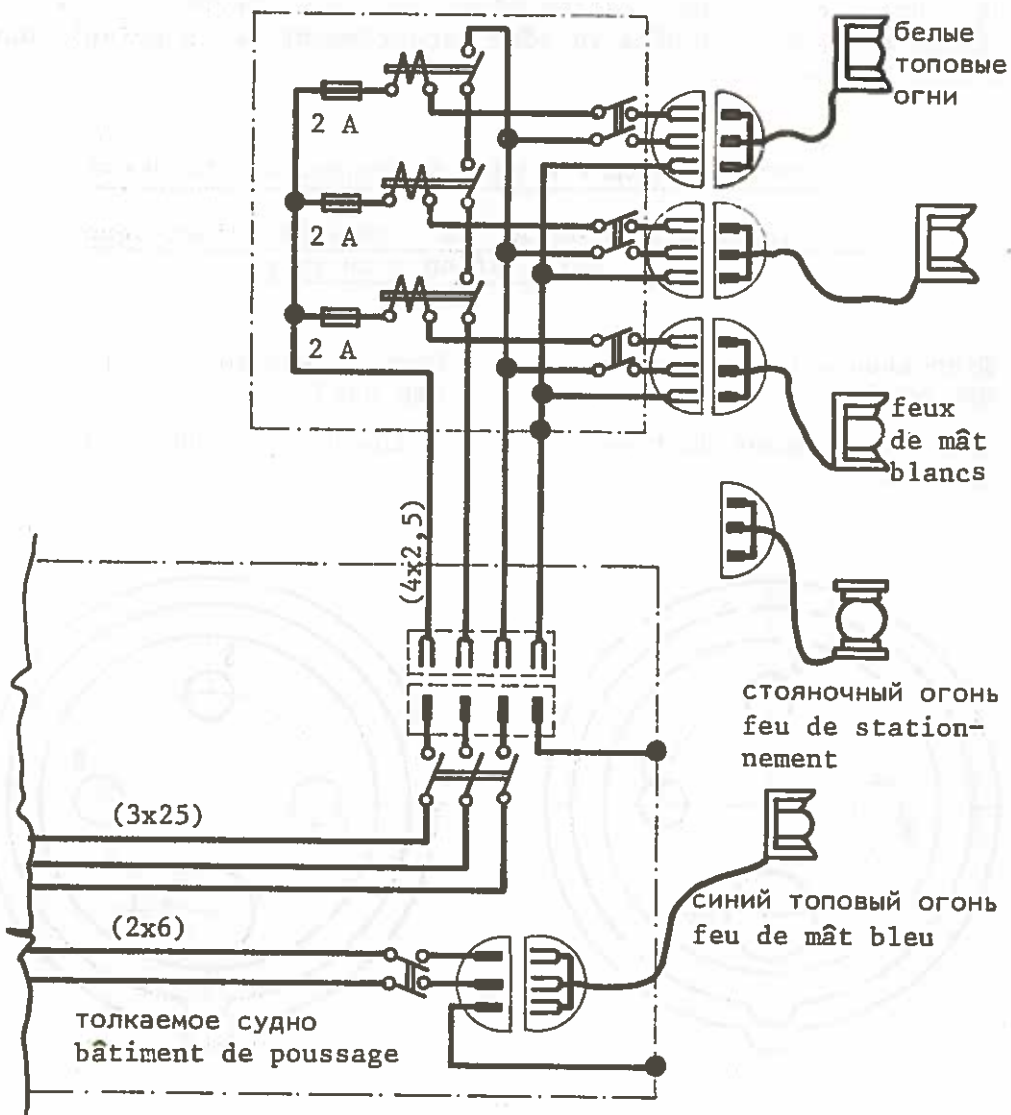 белые
топовые
огни
2 A
2 A
2 A
feux
de mât
blancs
(4x2,5)
стояночный огонь
feu de station-
nement
(3x25)
синий топовый огонь
feu de mât bleu
(2x6)
толкаемое судно
bâtiment de poussage